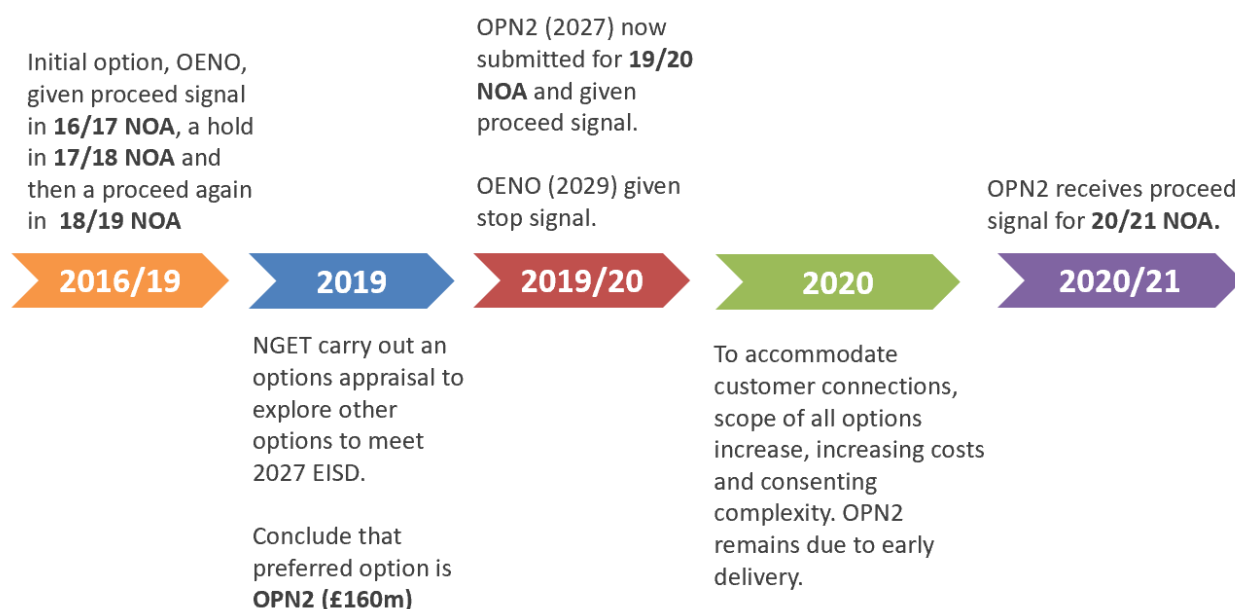 Initial option, OENO,
given proceed signal
in 16/17 NOA, a hold
in 17/18 NOA and
then a proceed again
in 18/19 NOA
OPN2 (2027) now
submitted for 19/20
NOA and given
proceed signal.
OENO (2029) given
stop signal.
OPN2 receives proceed
signal for 20/21 NOA.
2016/19
2019
2019/20
2020
2020/21
NGET carry out an
options appraisal to
explore other
options to meet
2027 EISD.
Conclude that
preferred option is
OPN2 (£160m)
To accommodate
customer connections,
scope of all options
increase, increasing costs
and consenting
complexity. OPN2
remains due to early
delivery.